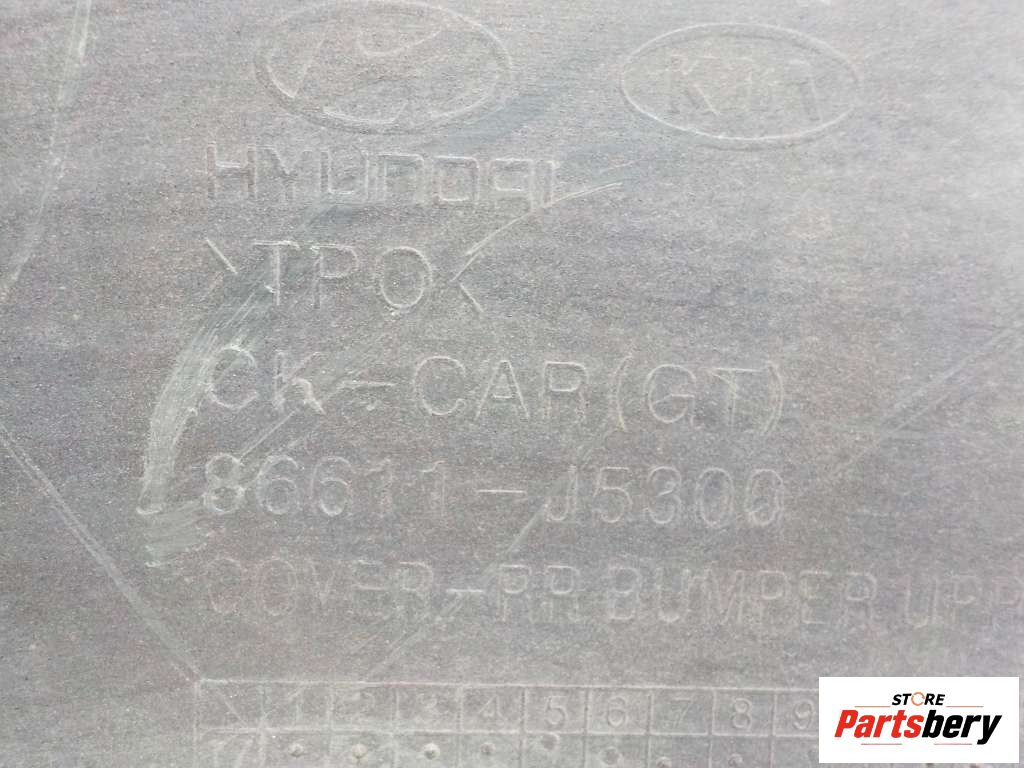 KIA
HYUNDAI
>TPO<
CK-CAR(GT)
86611-J5300
COVER-RR BUMPER UPR
1 2 3 4 5 6 7 8 9
STORE
Partsbery